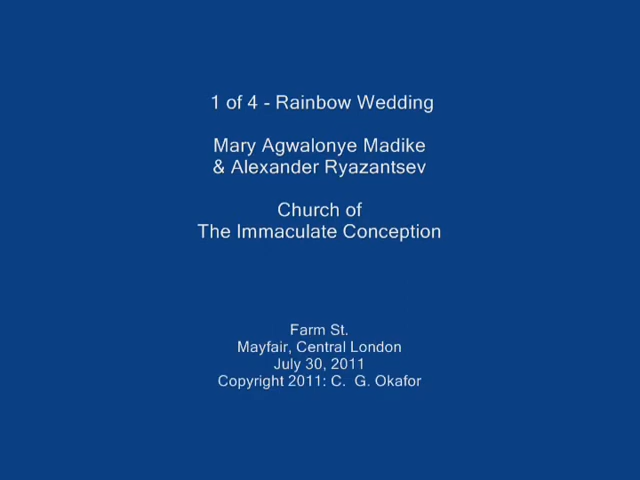 1 of 4 - Rainbow Wedding
Mary Agwalonye Madike
& Alexander Ryazantsev
Church of
The Immaculate Conception
Farm St.
Mayfair, Central London
July 30, 2011
Copyright 2011: C.  G. Okafor